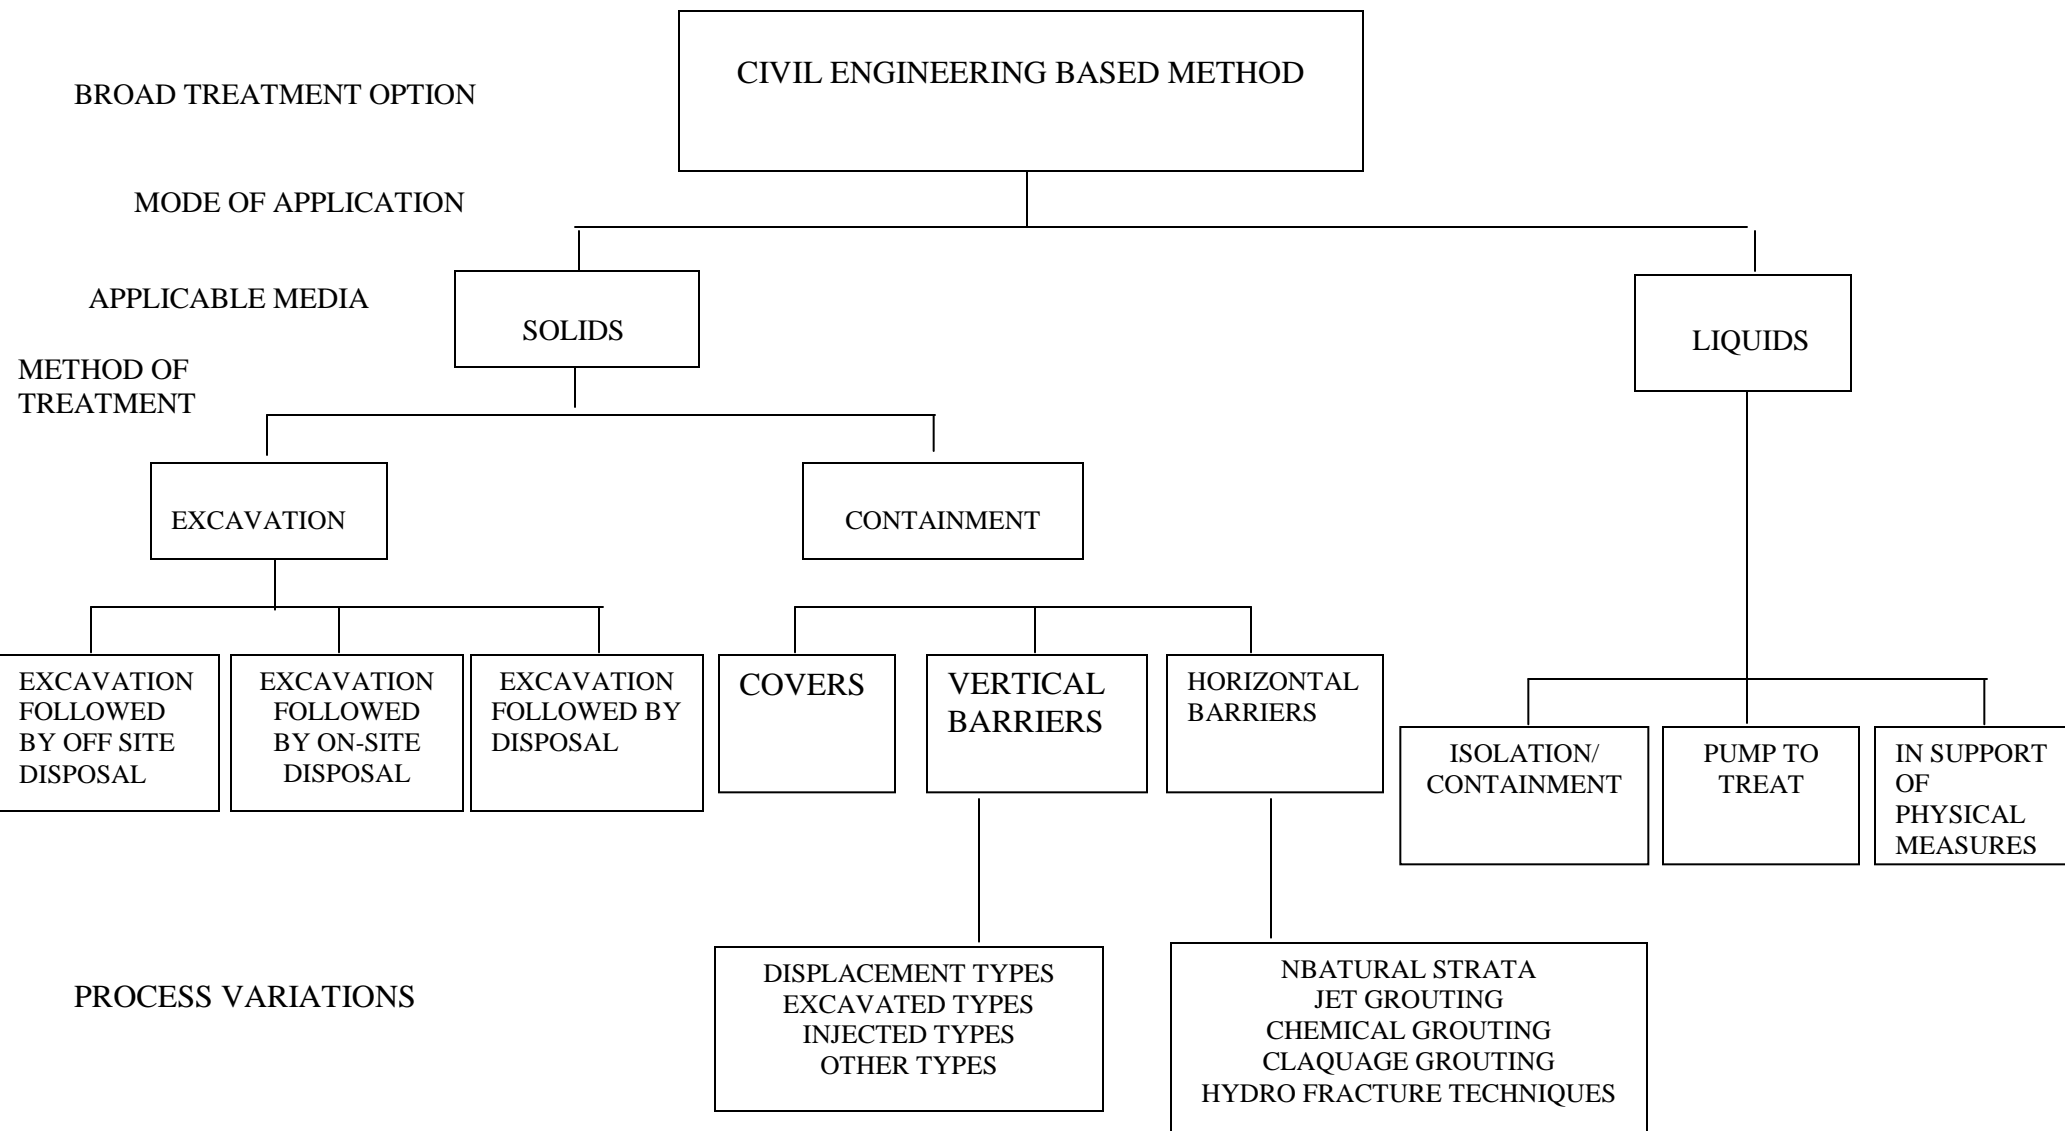 CIVIL ENGINEERING BASED METHOD
BROAD TREATMENT OPTION
MODE OF APPLICATION
APPLICABLE MEDIA
SOLIDS
LIQUIDS
METHOD OF
TREATMENT
EXCAVATION
CONTAINMENT
EXCAVATION
FOLLOWED
BY OFF SITE
DISPOSAL
EXCAVATION
FOLLOWED
BY ON-SITE
DISPOSAL
EXCAVATION
FOLLOWED BY
DISPOSAL
COVERS
VERTICAL
BARRIERS
HORIZONTAL
BARRIERS
ISOLATION/
CONTAINMENT
PUMP TO
TREAT
IN SUPPORT
OF
PHYSICAL
MEASURES
PROCESS VARIATIONS
DISPLACEMENT TYPES
EXCAVATED TYPES
INJECTED TYPES
OTHER TYPES
NBATURAL STRATA
JET GROUTING
CHEMICAL GROUTING
CLAQUAGE GROUTING
HYDRO FRACTURE TECHNIQUES